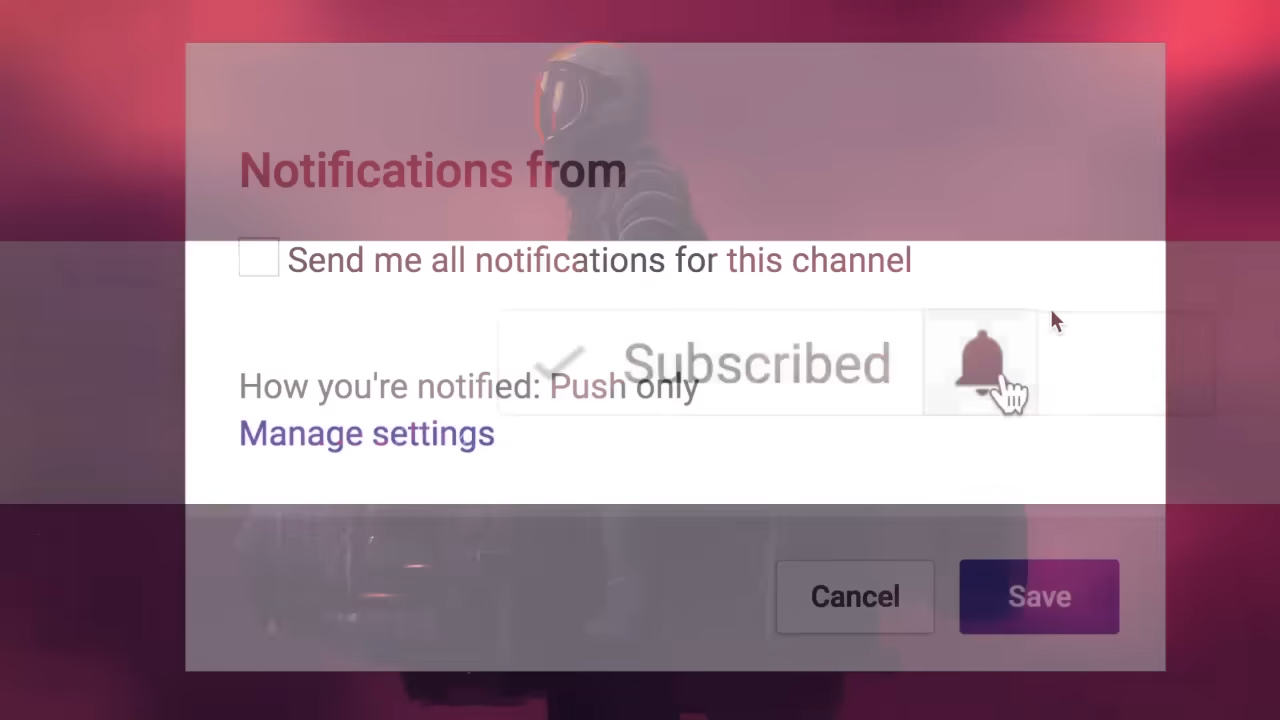 Notifications from
Send me all notifications for this channel
Subscribed
How you're notified: Push only
Manage settings
Cancel
Save